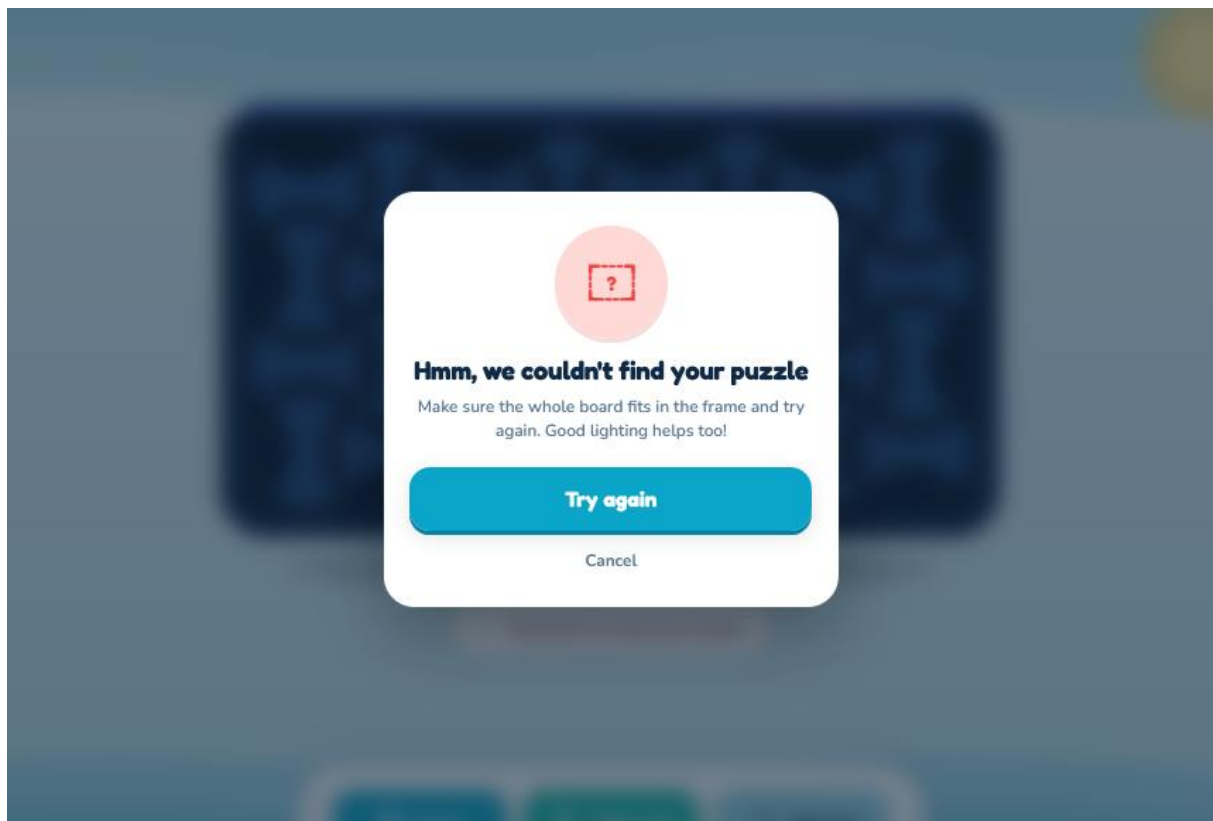 ?
Hmm, we couldn't find your puzzle
Make sure the whole board fits in the frame and try
again. Good lighting helps too!
Try again
Cancel